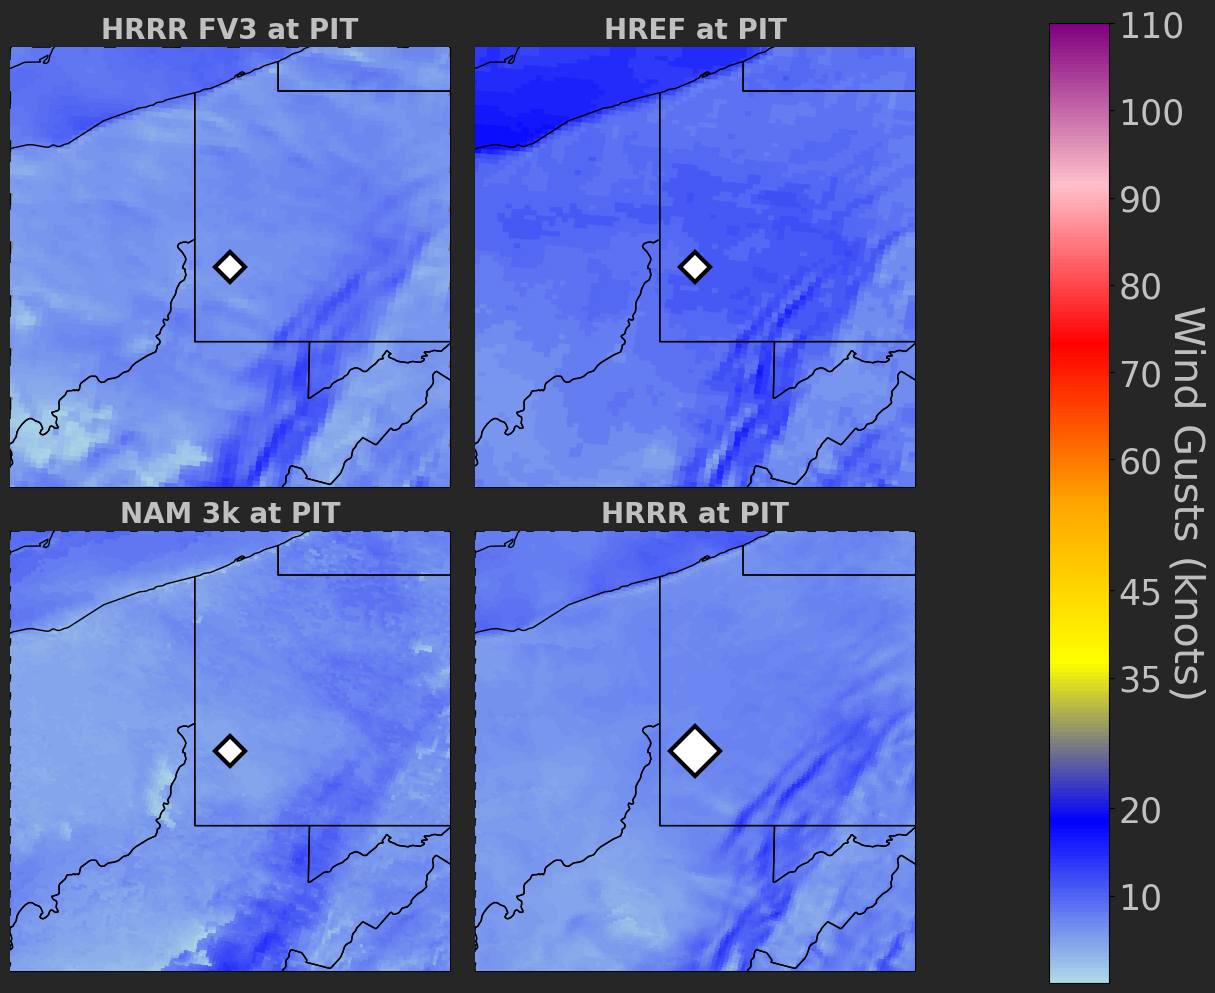 HRRR FV3 at PIT
HREF at PIT
NAM 3k at PIT
HRRR at PIT
110
100
90
80
70
60
45
35
20
10
Wind Gusts (knots)